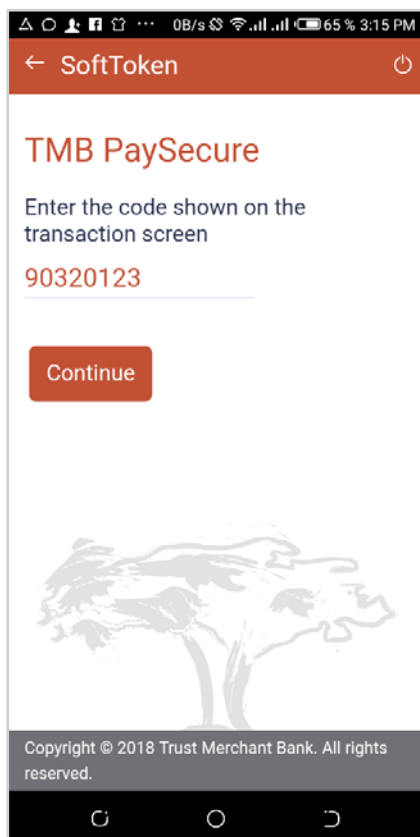 0B/s 65 % 3:15 PM
SoftToken
TMB PaySecure
Enter the code shown on the
transaction screen
90320123
Continue
Copyright © 2018 Trust Merchant Bank. All rights
reserved.